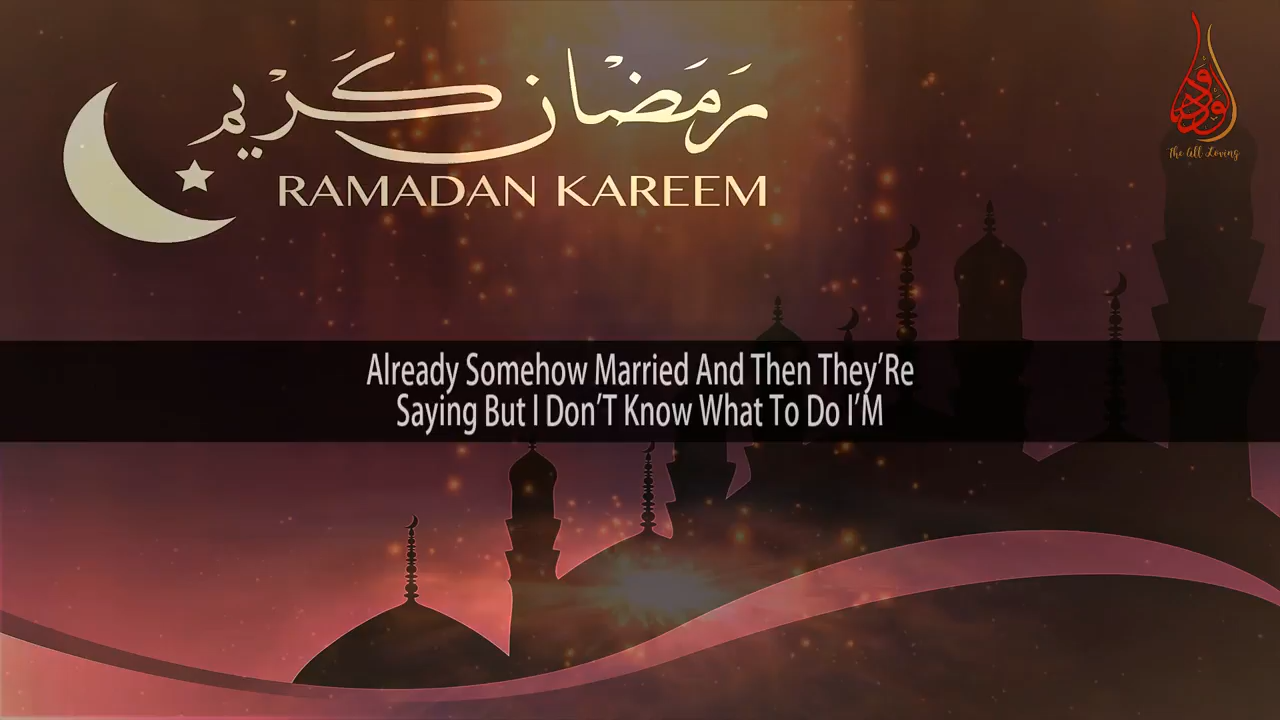 رَمَضَان كَرْيم
RAMADAN KAREEM
الودود
The All Loving
Already Somehow Married And Then They’Re
Saying But I Don’T Know What To Do I’M